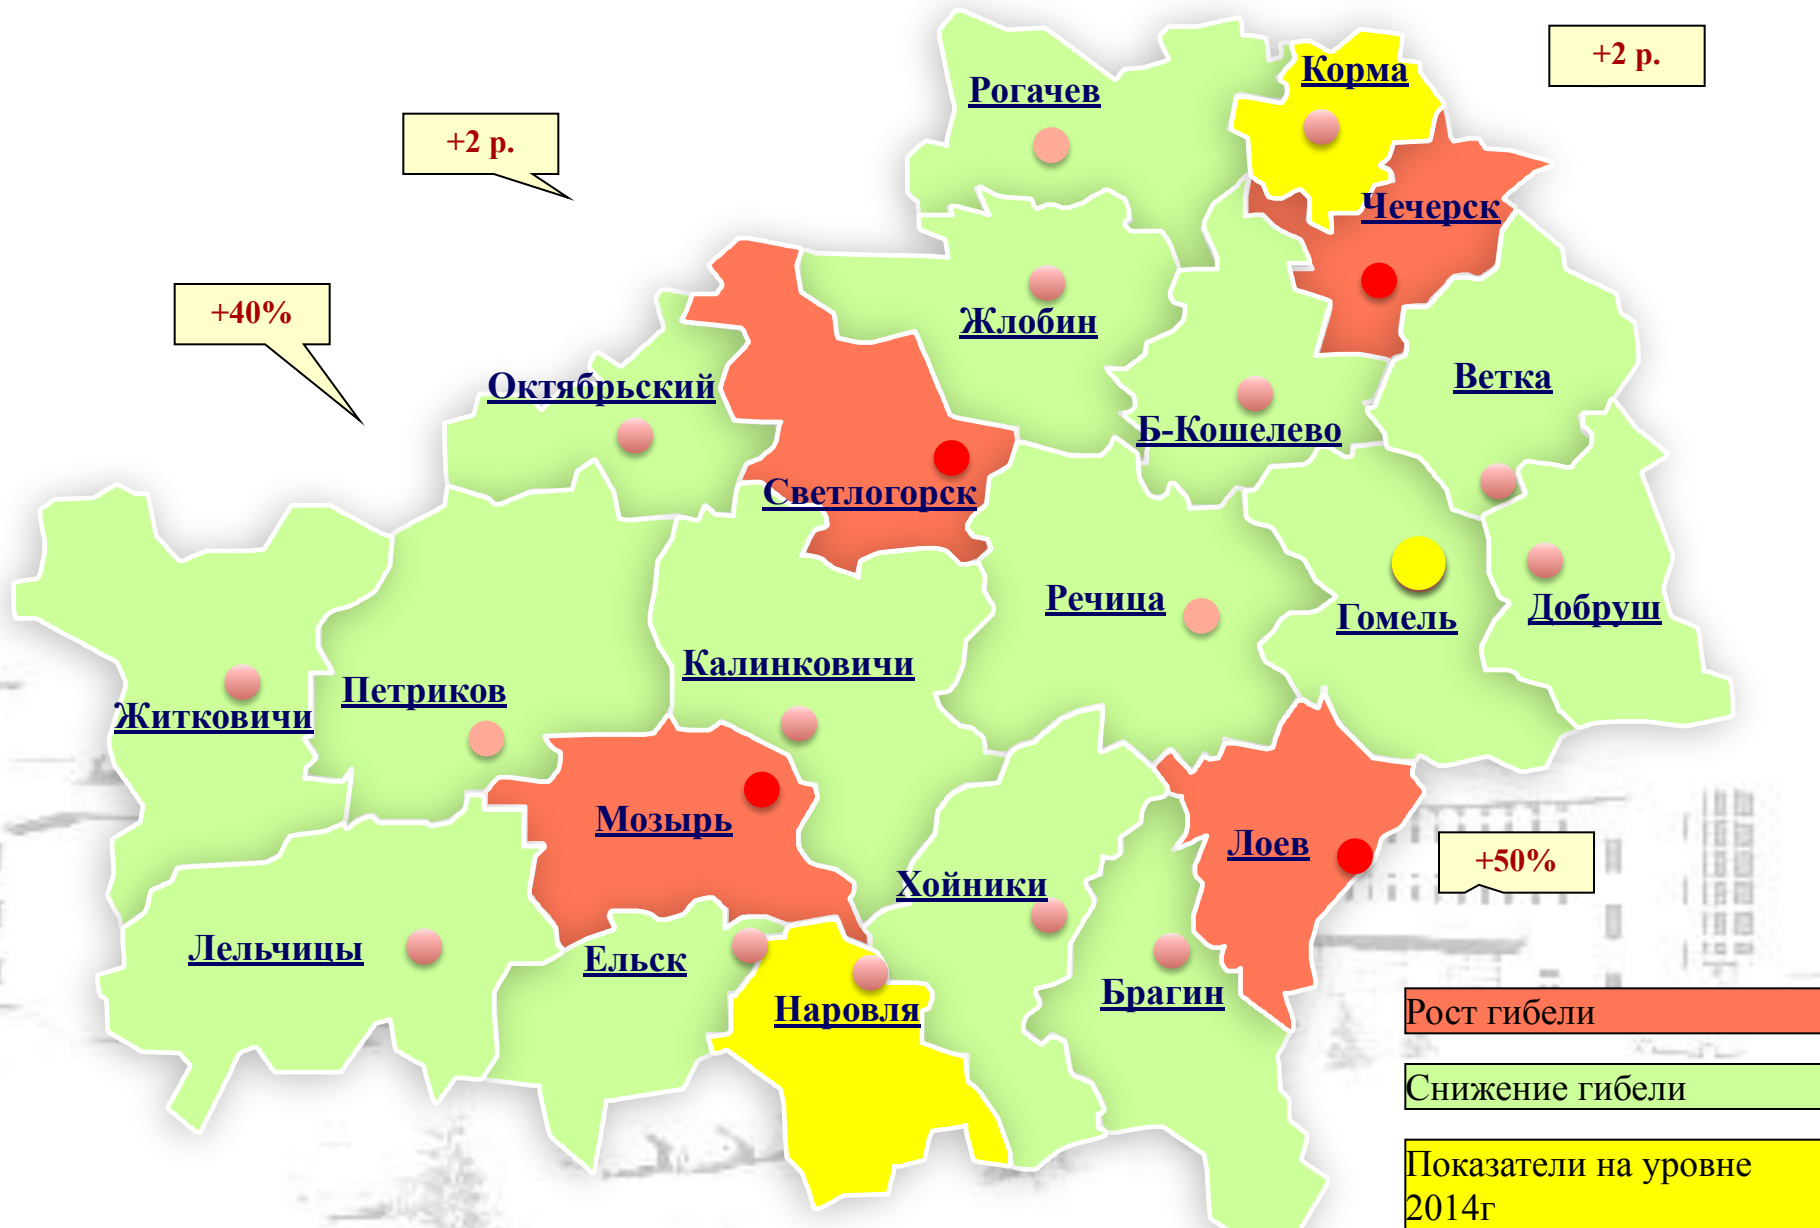 Корма
+2 р.
Рогачев
+2 р.
Чечерск
+40%
Жлобин
Ветка
Октябрьский
Б-Кошелево
Светлогорск
Речица
Добруш
Гомель
Калинковичи
Петриков
Житковичи
Мозырь
Лоев
+50%
Хойники
Лельчицы
Ельск
Брагин
Наровля
Рост гибели
Снижение гибели
Показатели на уровне
2014г